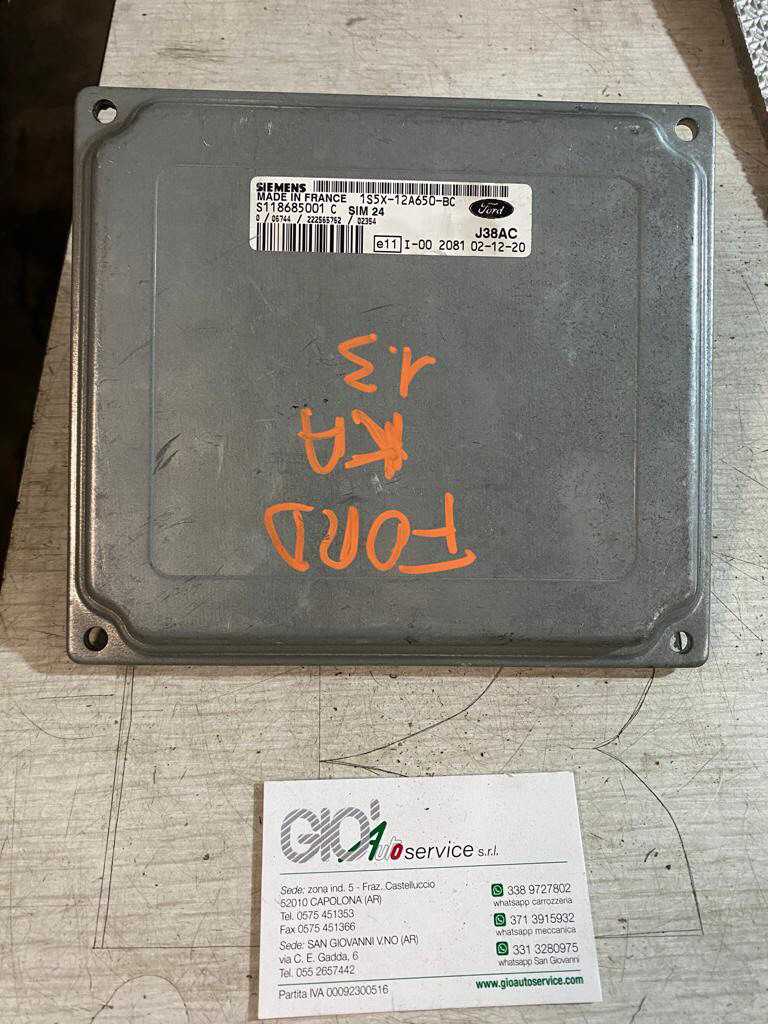 SIEMENS
MADE IN FRANCE 1S5X-12A650-BC
S118685001 C SIM 24
Ford
0 / 06744 / 222565762 / 02354
J38AC
e11 I-00 2081 02-12-20
FORD
KA
1.3
GIO' Autoservice s.r.l.
Sede: zona ind. 5 - Fraz. Castelluccio
52010 CAPOLONA (AR)
Tel. 0575 451353
Fax 0575 451366
Sede: SAN GIOVANNI V.NO (AR)
via C. E. Gadda, 6
Tel. 055 2657442
Partita IVA 00092300516
338 9727802
whatsapp carrozzeria
371 3915932
whatsapp meccanica
331 3280975
whatsapp San Giovanni
www.gioautoservice.com